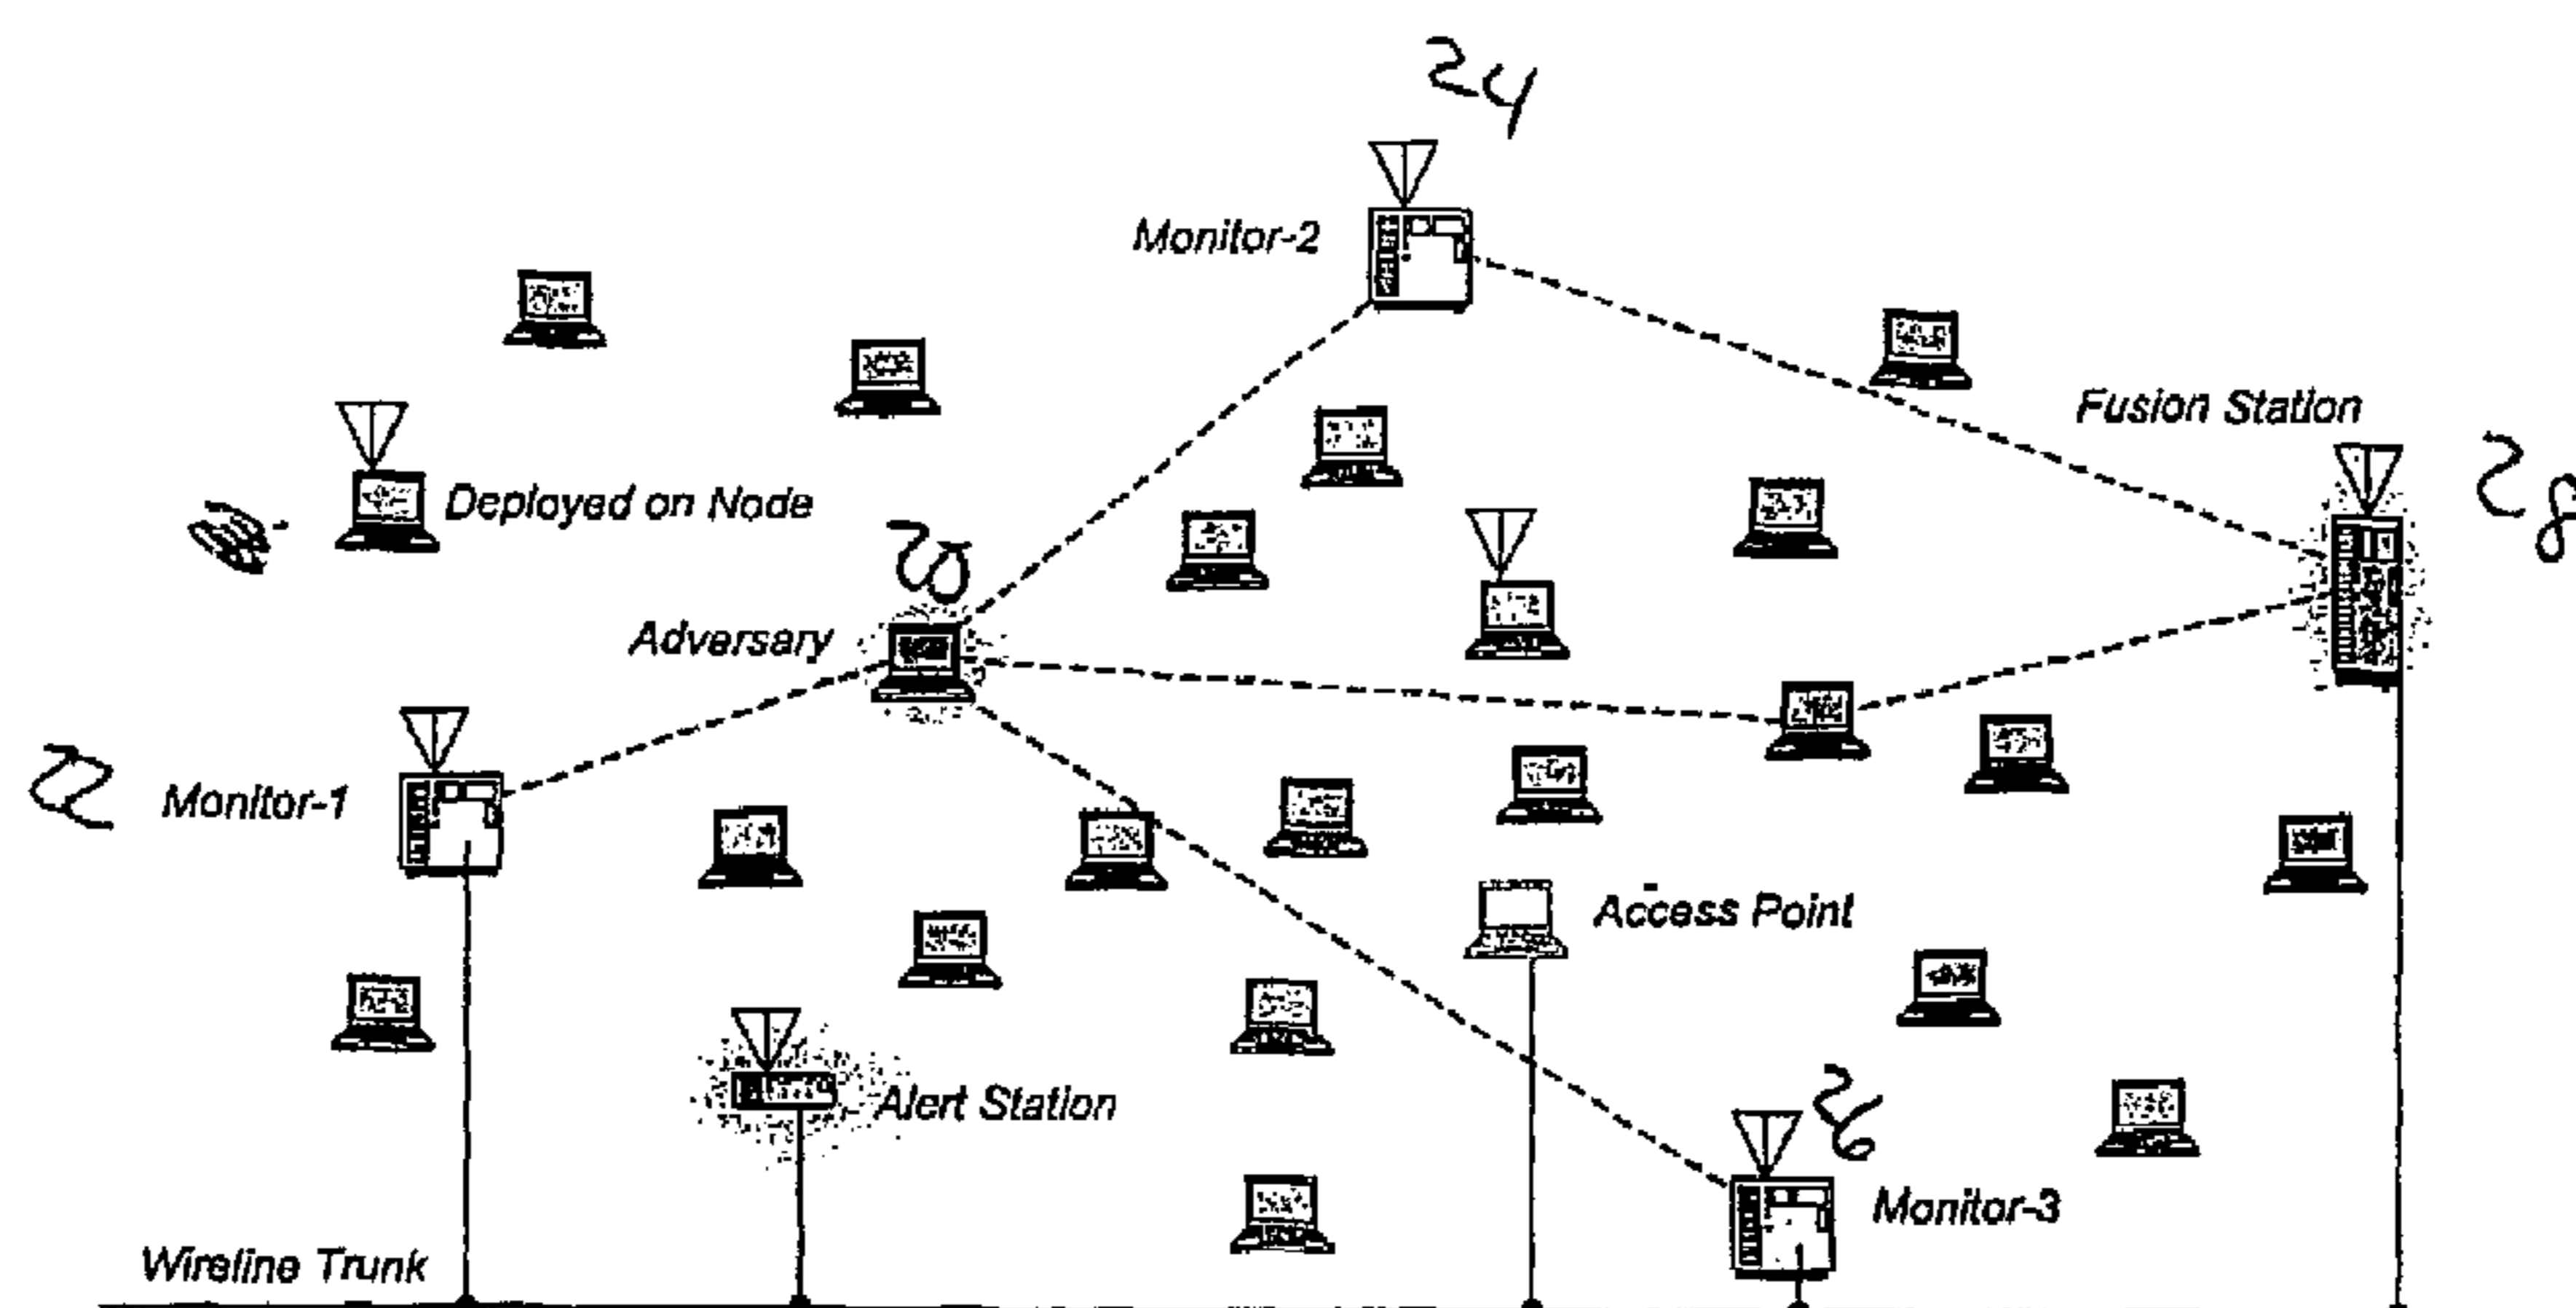 24
Monitor-2
Fusion Station
28
Deployed on Node
Adversary
22
Monitor-1
Access Point
Alert Station
26
Monitor-3
Wireline Trunk